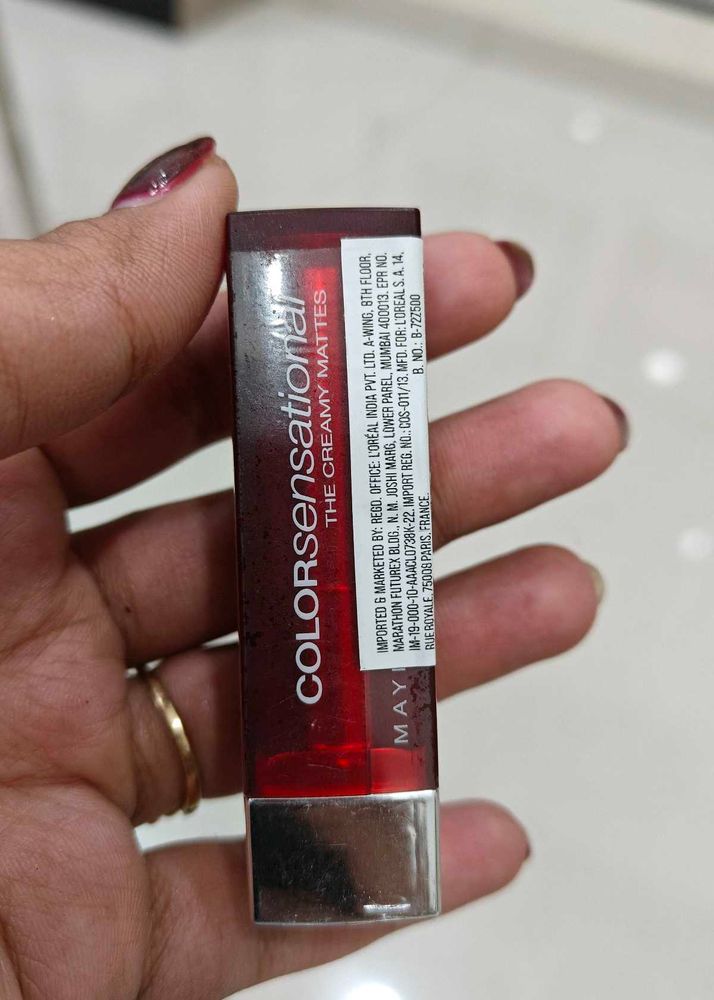 COLORsensational
THE CREAMY MATTES
IMPORTED & MARKETED BY: REGD. OFFICE: L'ORÉAL INDIA PVT. LTD. A-WING, 8TH FLOOR,
MARATHON FUTUREX BLDG., N. M. JOSHI MARG, LOWER PAREL, MUMBAI 400013. EPR NO.
IM-19-000-10-AAACL0738K-22. IMPORT REG. NO.: COS-011/13. MFD. FOR: L'OREAL S. A. 14,
RUE ROYALE, 75008 PARIS, FRANCE. B. NO.: B-722500
MAY